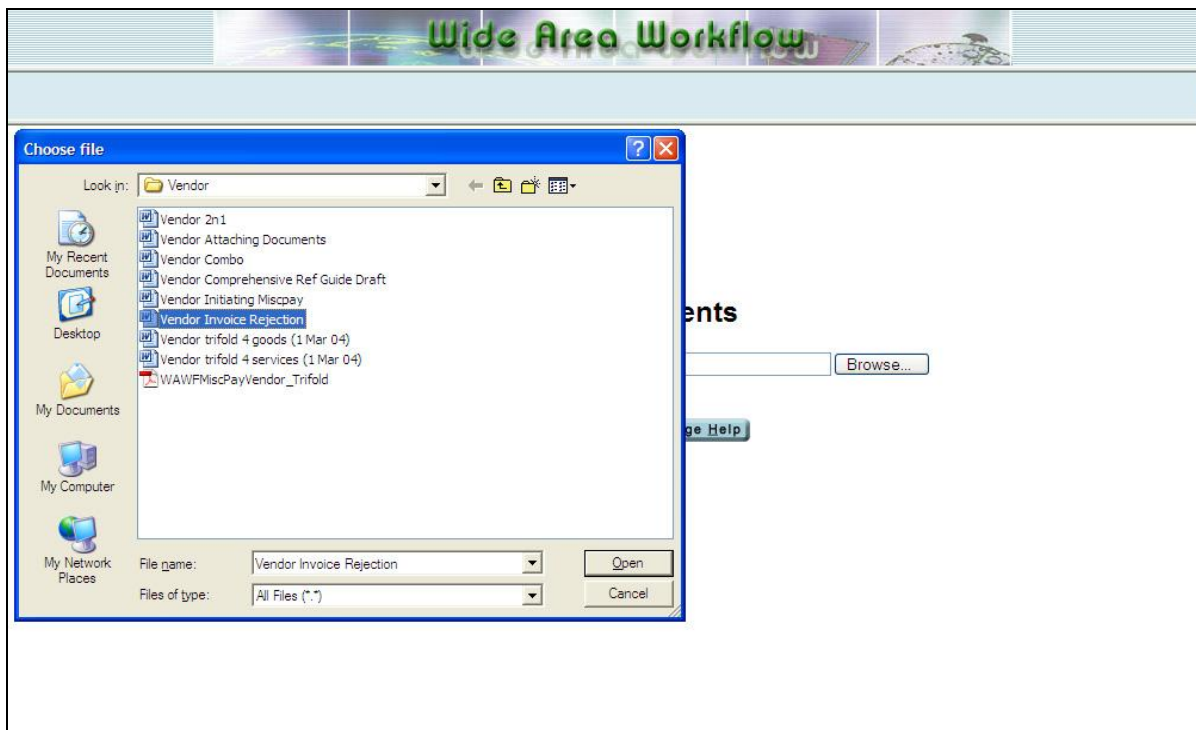 Wide Area Workflow
Choose file
Look in:
Vendor
My Recent
Documents
Desktop
My Documents
My Computer
My Network
Places
Vendor 2n1
Vendor Attaching Documents
Vendor Combo
Vendor Comprehensive Ref Guide Draft
Vendor Initiating Miscpay
Vendor Invoice Rejection
Vendor trifold 4 goods (1 Mar 04)
Vendor trifold 4 services (1 Mar 04)
WAWFMiscPayVendor_Trifold
File name:
Vendor Invoice Rejection
Open
Files of type:
All Files (*.*)
Cancel
ents
Browse...
ge Help